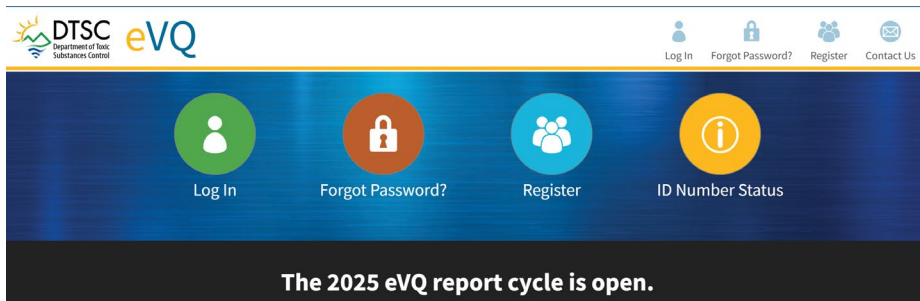 DTSC
Department of Toxic
Substances Control
eVQ
Log In
Forgot Password?
Register
Contact Us
Log In
Forgot Password?
Register
ID Number Status
The 2025 eVQ report cycle is open.